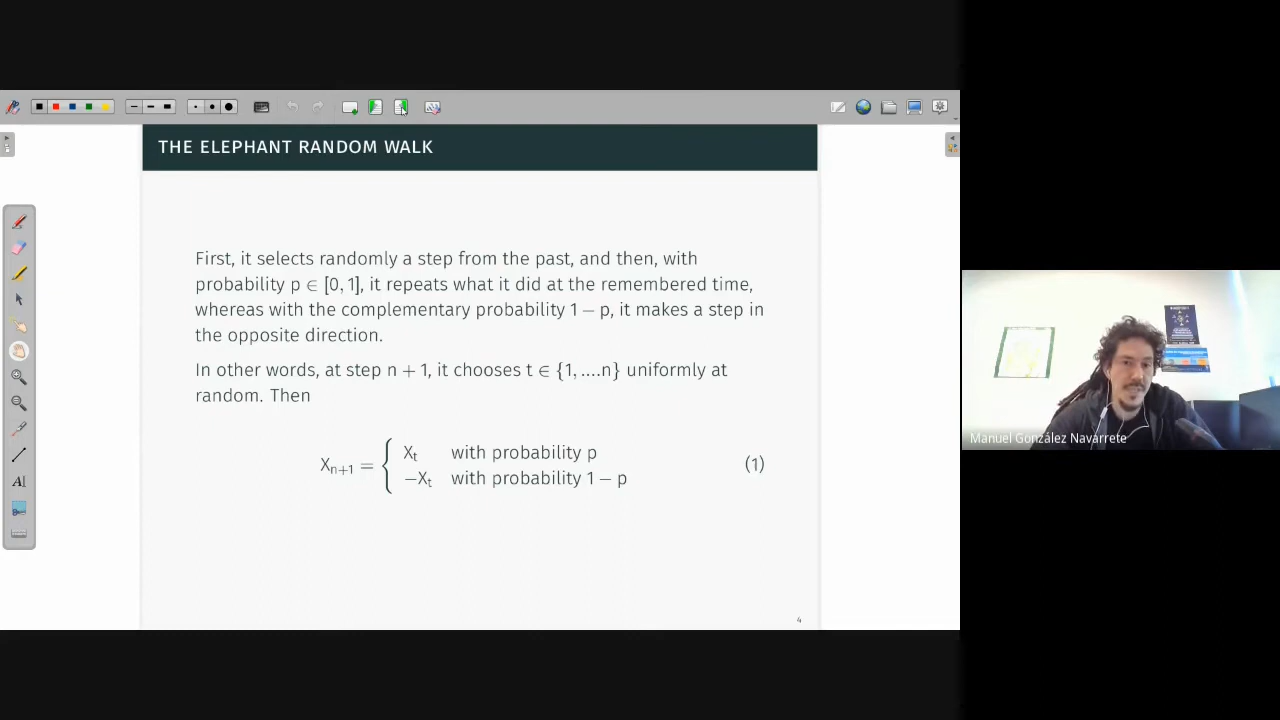 THE ELEPHANT RANDOM WALK
First, it selects randomly a step from the past, and then, with
probability p ∈ [0, 1], it repeats what it did at the remembered time,
whereas with the complementary probability 1 − p, it makes a step in
the opposite direction.
In other words, at step n + 1, it chooses t ∈ {1, ....n} uniformly at
random. Then
Xₙ₊₁ = { Xₜ with probability p
−Xₜ with probability 1 − p (1)
4
Manuel González Navarrete